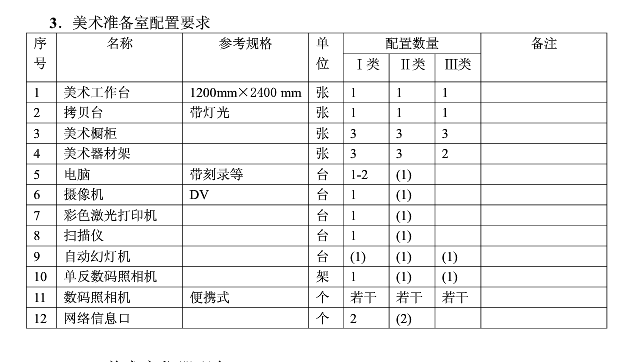 3．美术准备室配置要求
序号 名称 参考规格 单位 配置数量 备注
Ⅰ类 Ⅱ类 Ⅲ类
1 美术工作台 1200mm×2400 mm 张 1 1 1
2 拷贝台 带灯光 张 1 1 1
3 美术橱柜 张 3 3 3
4 美术器材架 张 3 3 2
5 电脑 带刻录等 台 1-2 (1)
6 摄像机 DV 台 1 (1)
7 彩色激光打印机 台 1 (1)
8 扫描仪 台 1 (1)
9 自动幻灯机 台 (1) (1) (1)
10 单反数码照相机 架 1 (1) (1)
11 数码照相机 便携式 个 若干 若干 若干
12 网络信息口 个 2 (2)